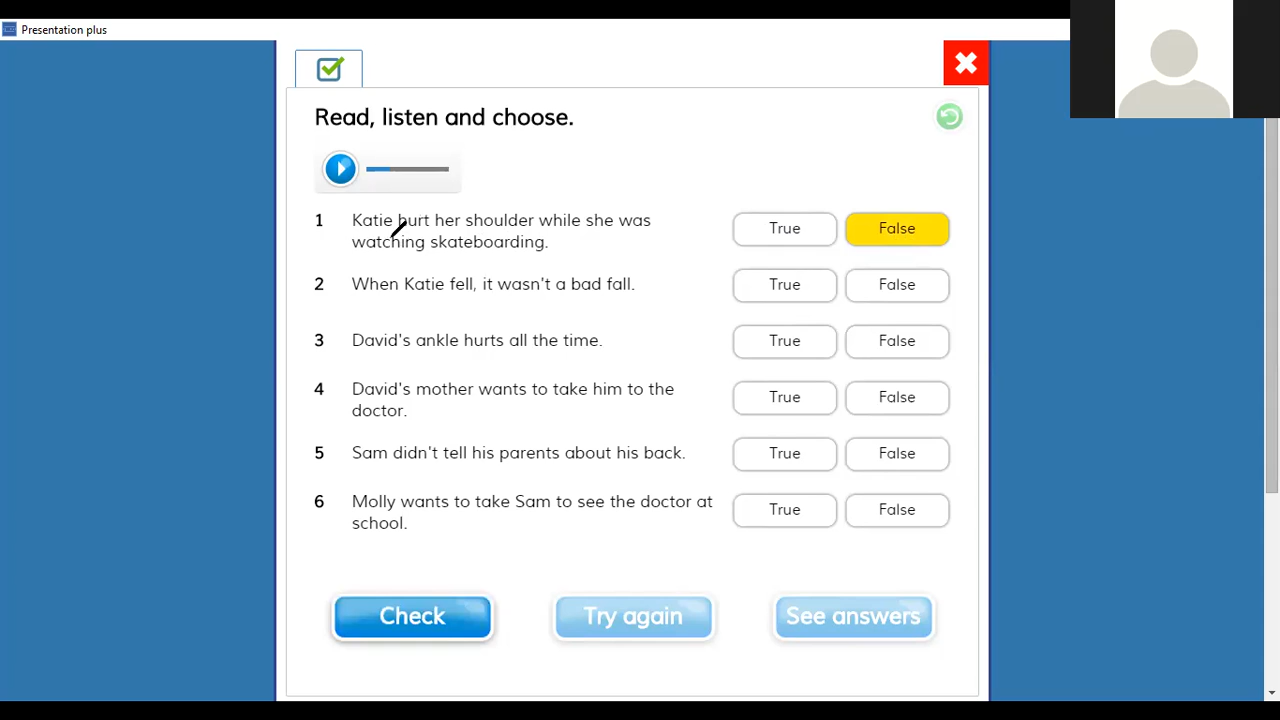 Presentation plus
Read, listen and choose.
1 Katie hurt her shoulder while she was
watching skateboarding.
True False
2 When Katie fell, it wasn't a bad fall.
True False
3 David's ankle hurts all the time.
True False
4 David's mother wants to take him to the
doctor.
True False
5 Sam didn't tell his parents about his back.
True False
6 Molly wants to take Sam to see the doctor at
school.
True False
Check Try again See answers